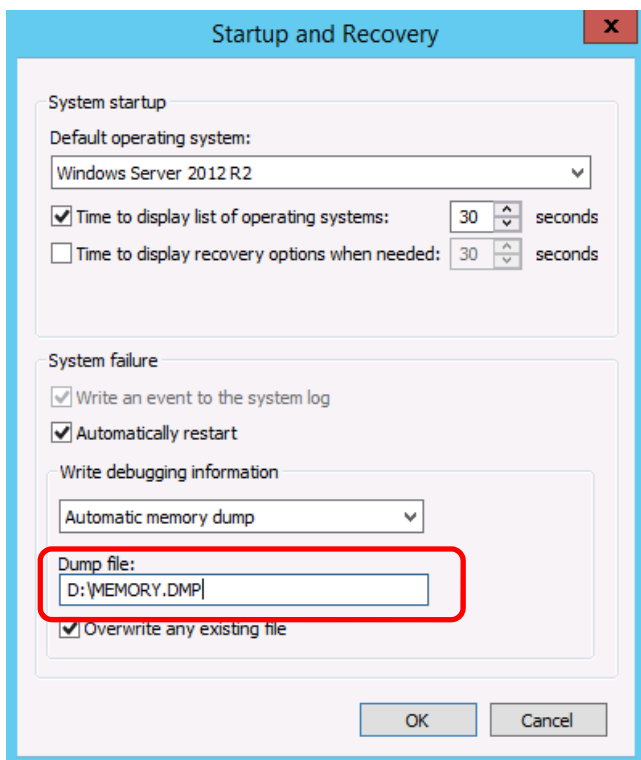 Startup and Recovery
x
System startup
Default operating system:
Windows Server 2012 R2
Time to display list of operating systems: 30 seconds
Time to display recovery options when needed: 30 seconds
System failure
Write an event to the system log
Automatically restart
Write debugging information
Automatic memory dump
Dump file:
D:\MEMORY.DMP
Overwrite any existing file
OK Cancel